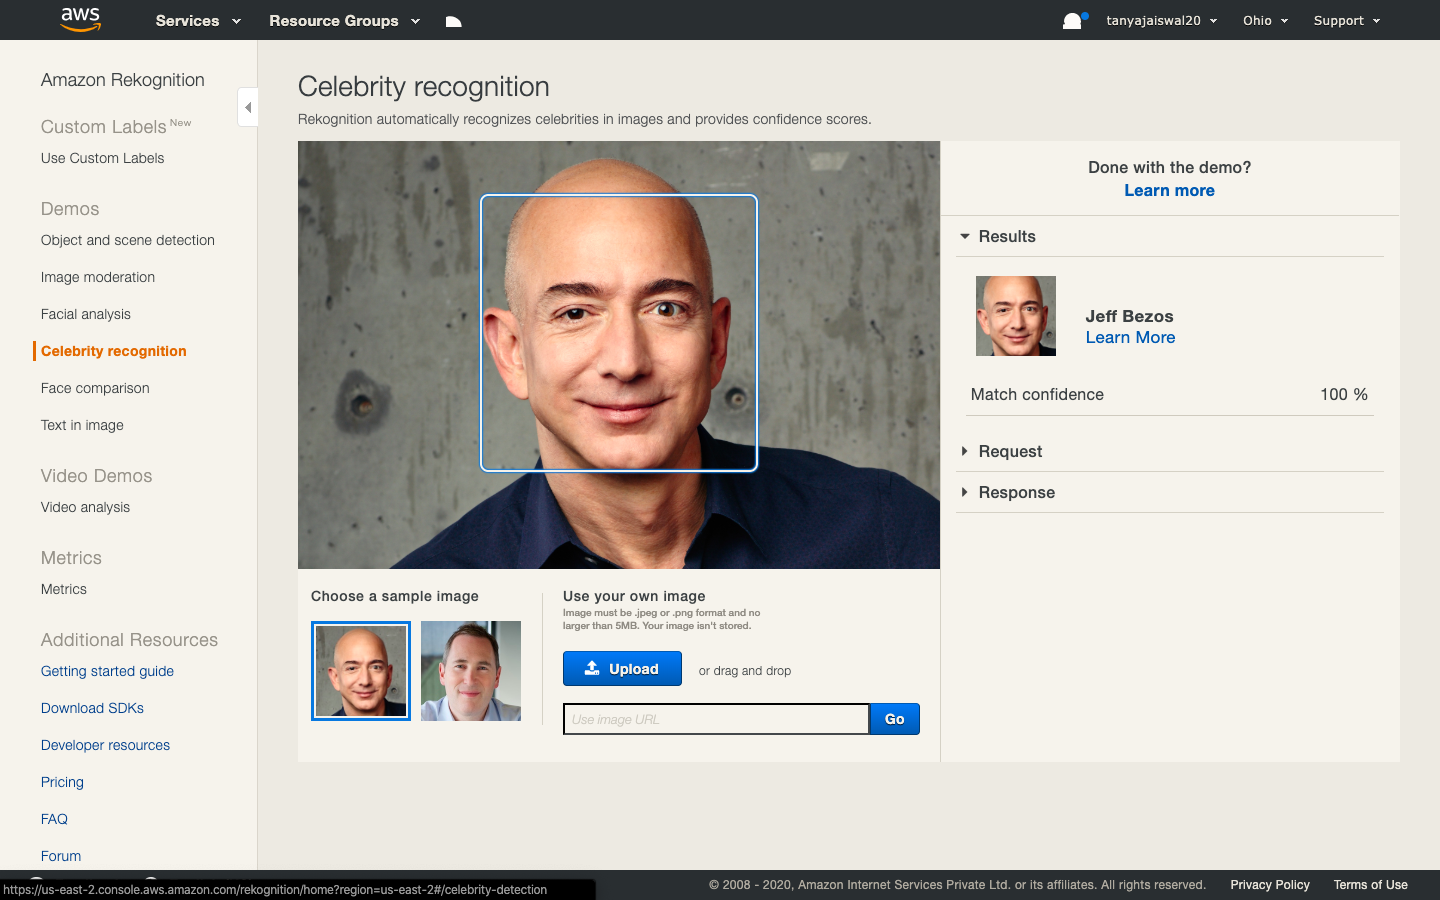 aws
Services
Resource Groups
tanyajaiswal20
Ohio
Support
Amazon Rekognition
Custom Labels New
Use Custom Labels
Demos
Object and scene detection
Image moderation
Facial analysis
Celebrity recognition
Face comparison
Text in image
Video Demos
Video analysis
Metrics
Metrics
Additional Resources
Getting started guide
Download SDKs
Developer resources
Pricing
FAQ
Forum
Celebrity recognition
Rekognition automatically recognizes celebrities in images and provides confidence scores.
Choose a sample image
Use your own image
Image must be .jpeg or .png format and no
larger than 5MB. Your image isn't stored.
Upload
or drag and drop
Use image URL
Go
Done with the demo?
Learn more
Results
Jeff Bezos
Learn More
Match confidence 100 %
Request
Response
https://us-east-2.console.aws.amazon.com/rekognition/home?region=us-east-2#/celebrity-detection
© 2008 - 2020, Amazon Internet Services Private Ltd. or its affiliates. All rights reserved.
Privacy Policy
Terms of Use